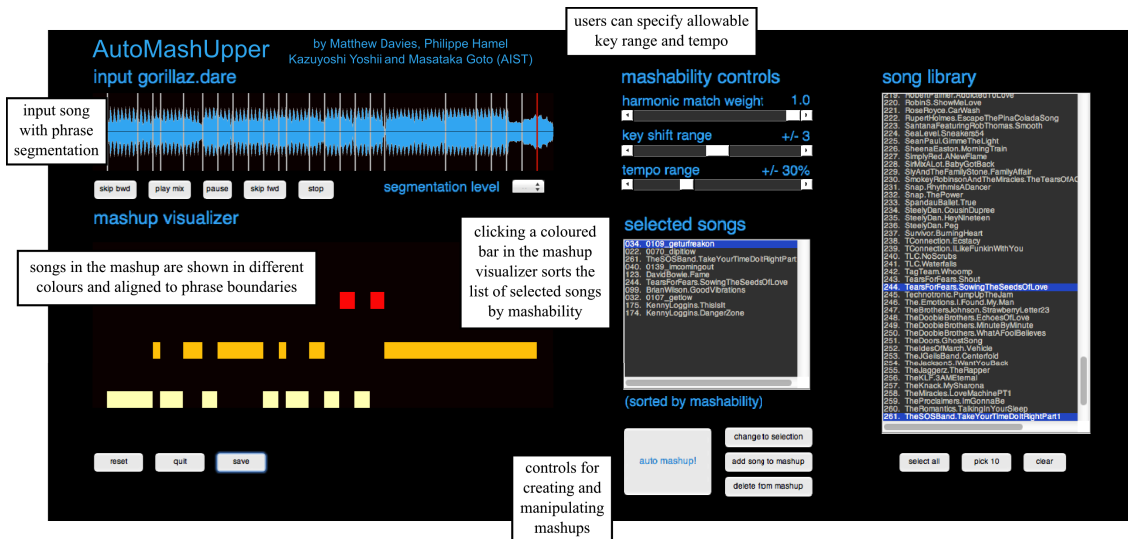 users can specify allowable
key range and tempo
AutoMashUpper
by Matthew Davies, Philippe Hamel
Kazuyoshi Yoshii and Masataka Goto (AIST)
input gorillaz.dare
input song
with phrase
segmentation
skip bwd
play mix
pause
skip fwd
stop
segmentation level
mashup visualizer
songs in the mashup are shown in different
colours and aligned to phrase boundaries
clicking a coloured
bar in the mashup
visualizer sorts the
list of selected songs
by mashability
reset
quit
save
mashability controls
harmonic match weight 1.0
key shift range +/- 3
tempo range +/- 30%
selected songs
034. 0109_geturfreakon
022. 0070_dipitlow
261. TheSOSBand.TakeYourTimeDoItRightPart
040. 0139_imcomingout
123. DavidBowie.Fame
244. TearsForFears.SowingTheSeedsOfLove
099. BrianWilson.GoodVibrations
032. 0107_getlow
175. KennyLoggins.ThisIsIt
174. KennyLoggins.DangerZone
(sorted by mashability)
auto mashup!
change to selection
add song to mashup
delete from mashup
controls for
creating and
manipulating
mashups
song library
219. RobertPalmer.AddictedToLove
220. RobinS.ShowMeLove
221. RoseRoyce.CarWash
222. RupertHolmes.EscapeThePinaColadaSong
223. SantanaFeaturingRobThomas.Smooth
224. SeaLevel.Sneakers54
225. SeanPaul.GimmeTheLight
226. SheenaEaston.MorningTrain
227. SimplyRed.ANewFlame
228. SirMixALot.BabyGotBack
229. SlyAndTheFamilyStone.FamilyAffair
230. SmokeyRobinsonAndTheMiracles.TheTearsOfAC
231. Snap.RhythmIsADancer
232. Snap.ThePower
233. SpandauBallet.True
234. SteelyDan.CousinDupree
235. SteelyDan.HeyNineteen
236. SteelyDan.Peg
237. Survivor.BurningHeart
238. TConnection.Ecstacy
239. TConnection.ILikeFunkinWithYou
240. TLC.NoScrubs
241. TLC.Waterfalls
242. TagTeam.Whoomp
243. TearsForFears.Shout
244. TearsForFears.SowingTheSeedsOfLove
245. Technotronic.PumpUpTheJam
246. The.Emotions.I.Found.My.Man
247. TheBrothersJohnson.StrawberryLetter23
248. TheDoobieBrothers.EchoesOfLove
249. TheDoobieBrothers.MinuteByMinute
250. TheDoobieBrothers.WhatAFoolBelieves
251. TheDoors.GhostSong
252. TheIdesOfMarch.Vehicle
253. TheJGeilsBand.Centerfold
254. TheJackson5.IWantYouBack
255. TheJaggerz.TheRapper
256. TheKLF.3AMEternal
257. TheKnack.MySharona
258. TheMiracles.LoveMachinePT1
259. TheProclaimers.ImGonnaBe
260. TheRomantics.TalkingInYourSleep
261. TheSOSBand.TakeYourTimeDoItRightPart1
select all
pick 10
clear